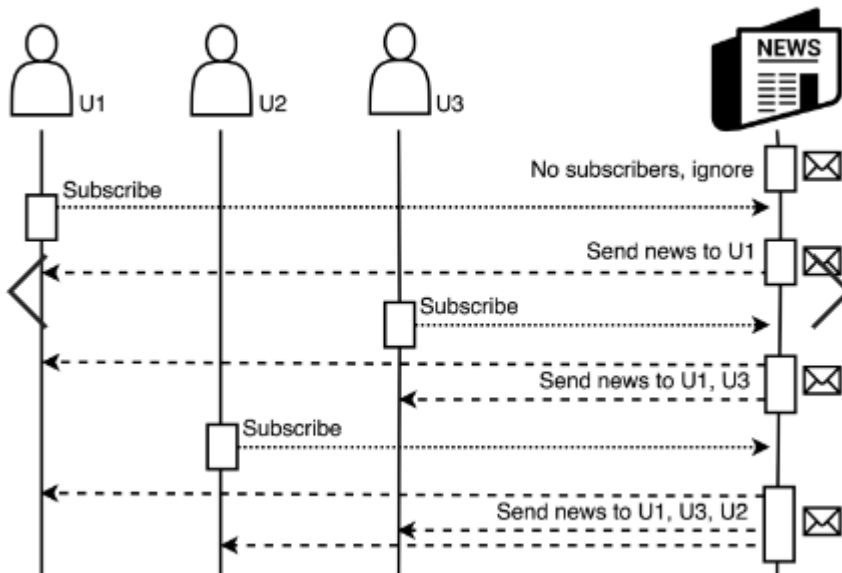 NEWS
U1
U2
U3
No subscribers, ignore
Subscribe
Send news to U1
Subscribe
Send news to U1, U3
Subscribe
Send news to U1, U3, U2